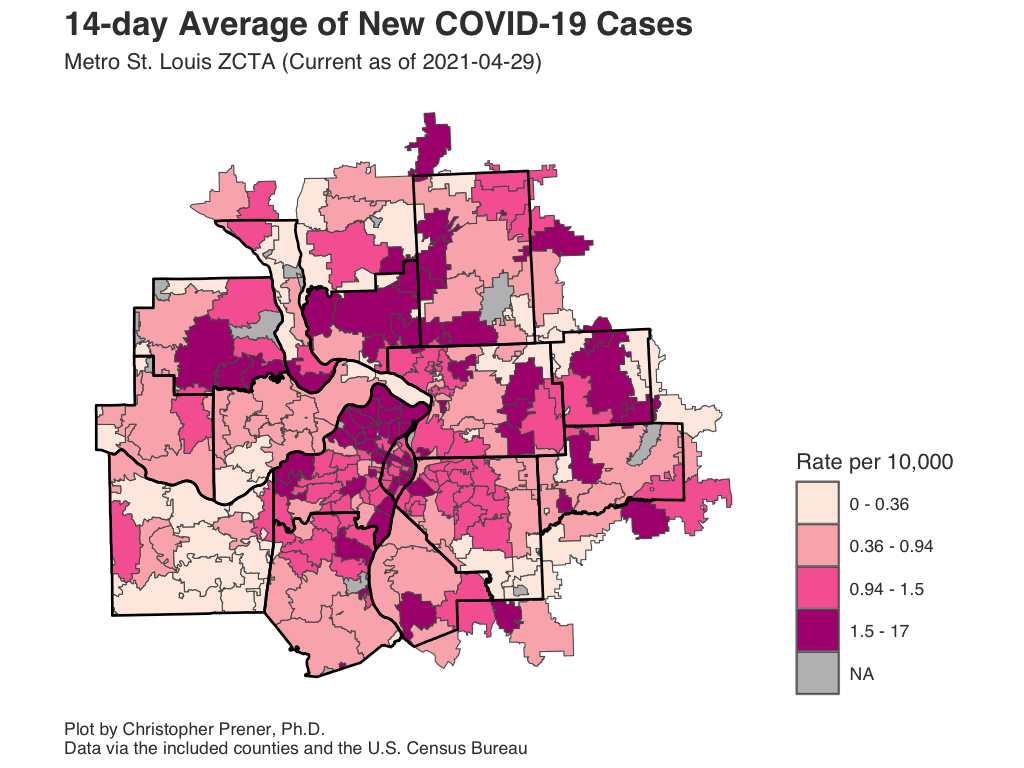 14-day Average of New COVID-19 Cases
Metro St. Louis ZCTA (Current as of 2021-04-29)
Rate per 10,000
0 - 0.36
0.36 - 0.94
0.94 - 1.5
1.5 - 17
NA
Plot by Christopher Prener, Ph.D.
Data via the included counties and the U.S. Census Bureau